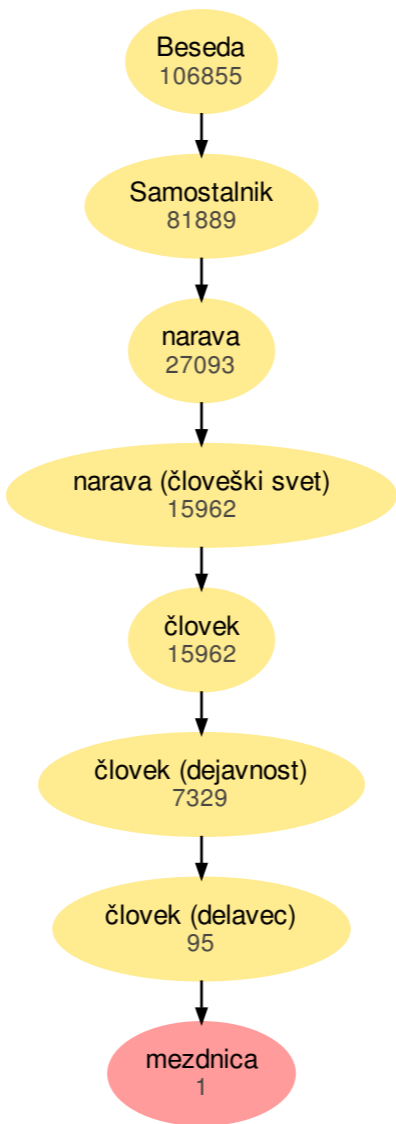 Beseda
106855
Samostalnik
81889
narava
27093
narava (človeški svet)
15962
človek
15962
človek (dejavnost)
7329
človek (delavec)
95
mezdnica
1